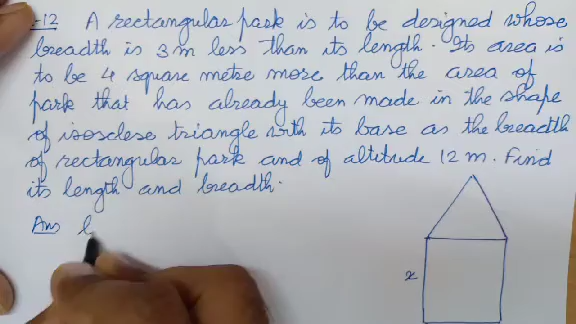 -12 A rectangular park is to be designed whose
breadth is 3 m less than its length. Its area is
to be 4 square metre more than the area of
park that has already been made in the shape
of isosclese triangle with its base as the breadth
of rectangular park and of altitude 12 m. Find
its length and breadth.
Ans l
x